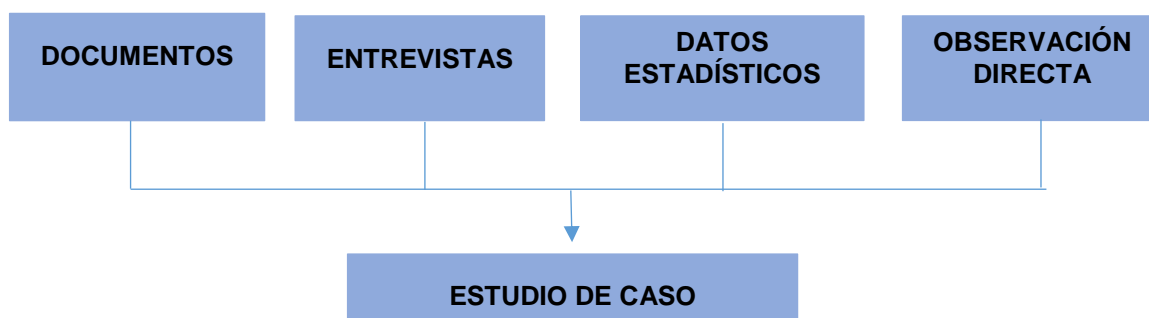 DOCUMENTOS
ENTREVISTAS
DATOS
ESTADÍSTICOS
OBSERVACIÓN
DIRECTA
ESTUDIO DE CASO